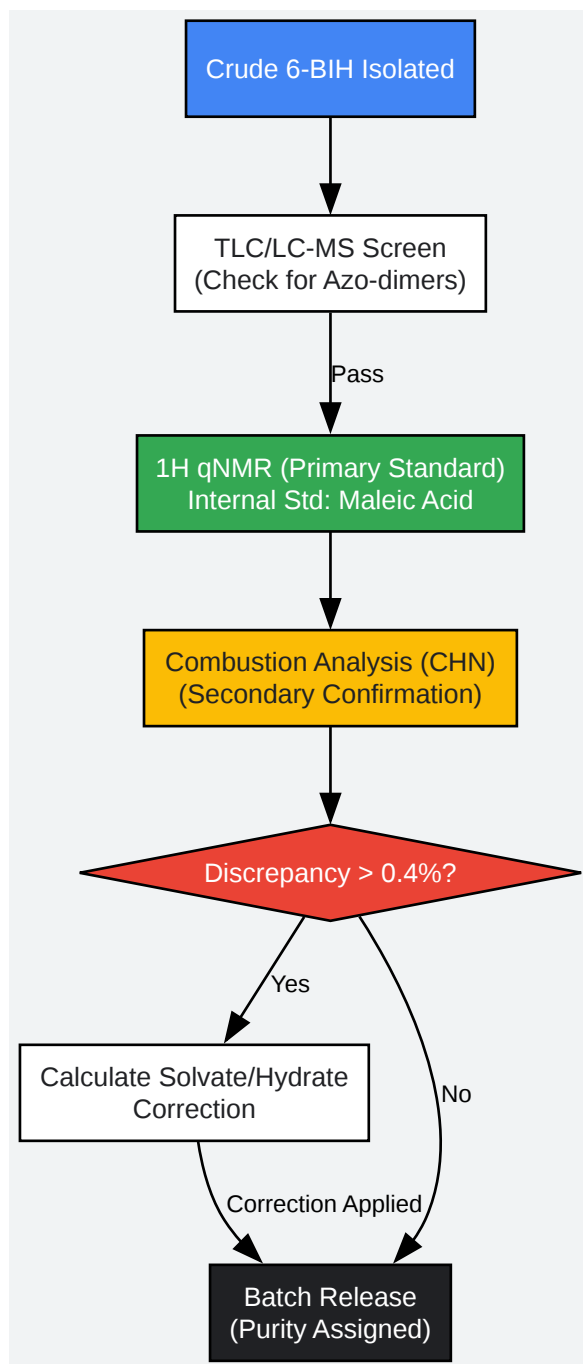 Crude 6-BIH Isolated
TLC/LC-MS Screen
(Check for Azo-dimers)
Pass
1H qNMR (Primary Standard)
Internal Std: Maleic Acid
Combustion Analysis (CHN)
(Secondary Confirmation)
Discrepancy > 0.4%?
Yes
Calculate Solvate/Hydrate
Correction
No
Correction Applied
Batch Release
(Purity Assigned)